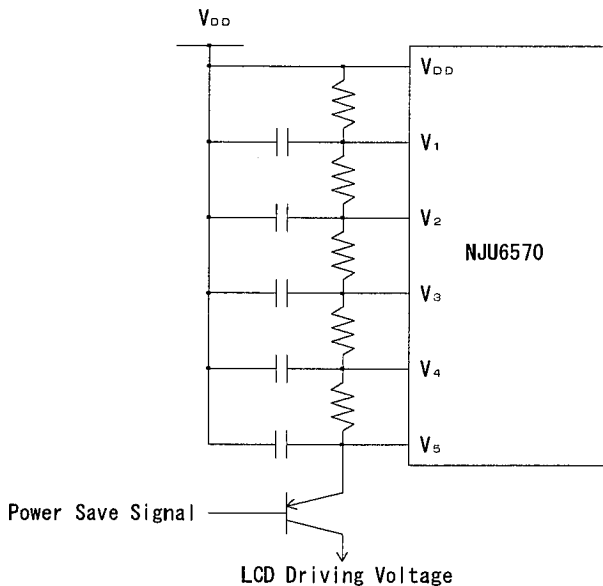 VDD
VDD
V1
V2
NJU6570
V3
V4
V5
Power Save Signal
LCD Driving Voltage